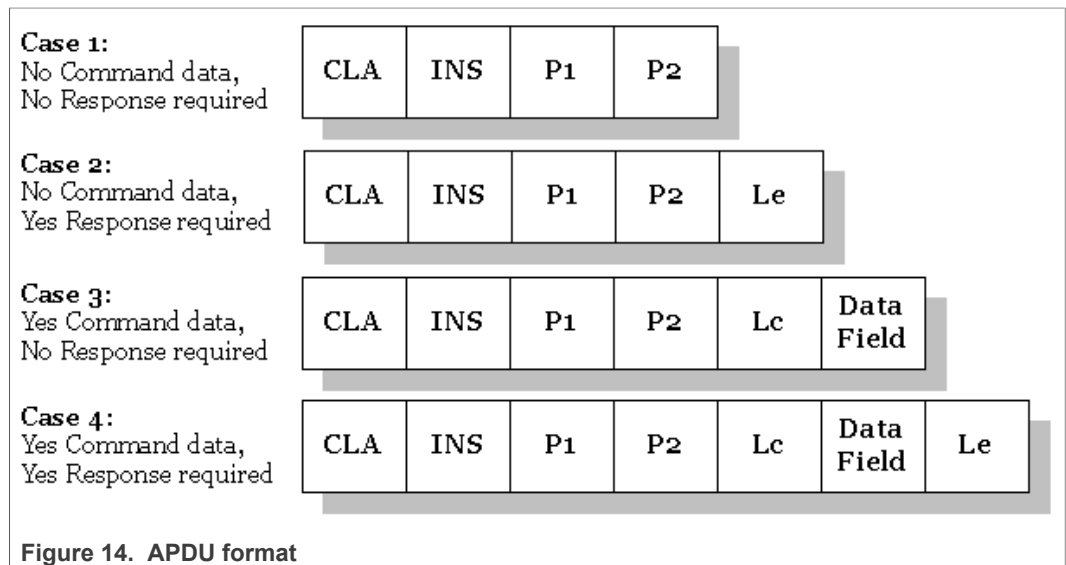 Case 1:
No Command data,
No Response required
CLA INS P1 P2
Case 2:
No Command data,
Yes Response required
CLA INS P1 P2 Le
Case 3:
Yes Command data,
No Response required
CLA INS P1 P2 Lc Data Field
Case 4:
Yes Command data,
Yes Response required
CLA INS P1 P2 Lc Data Field Le
Figure 14. APDU format